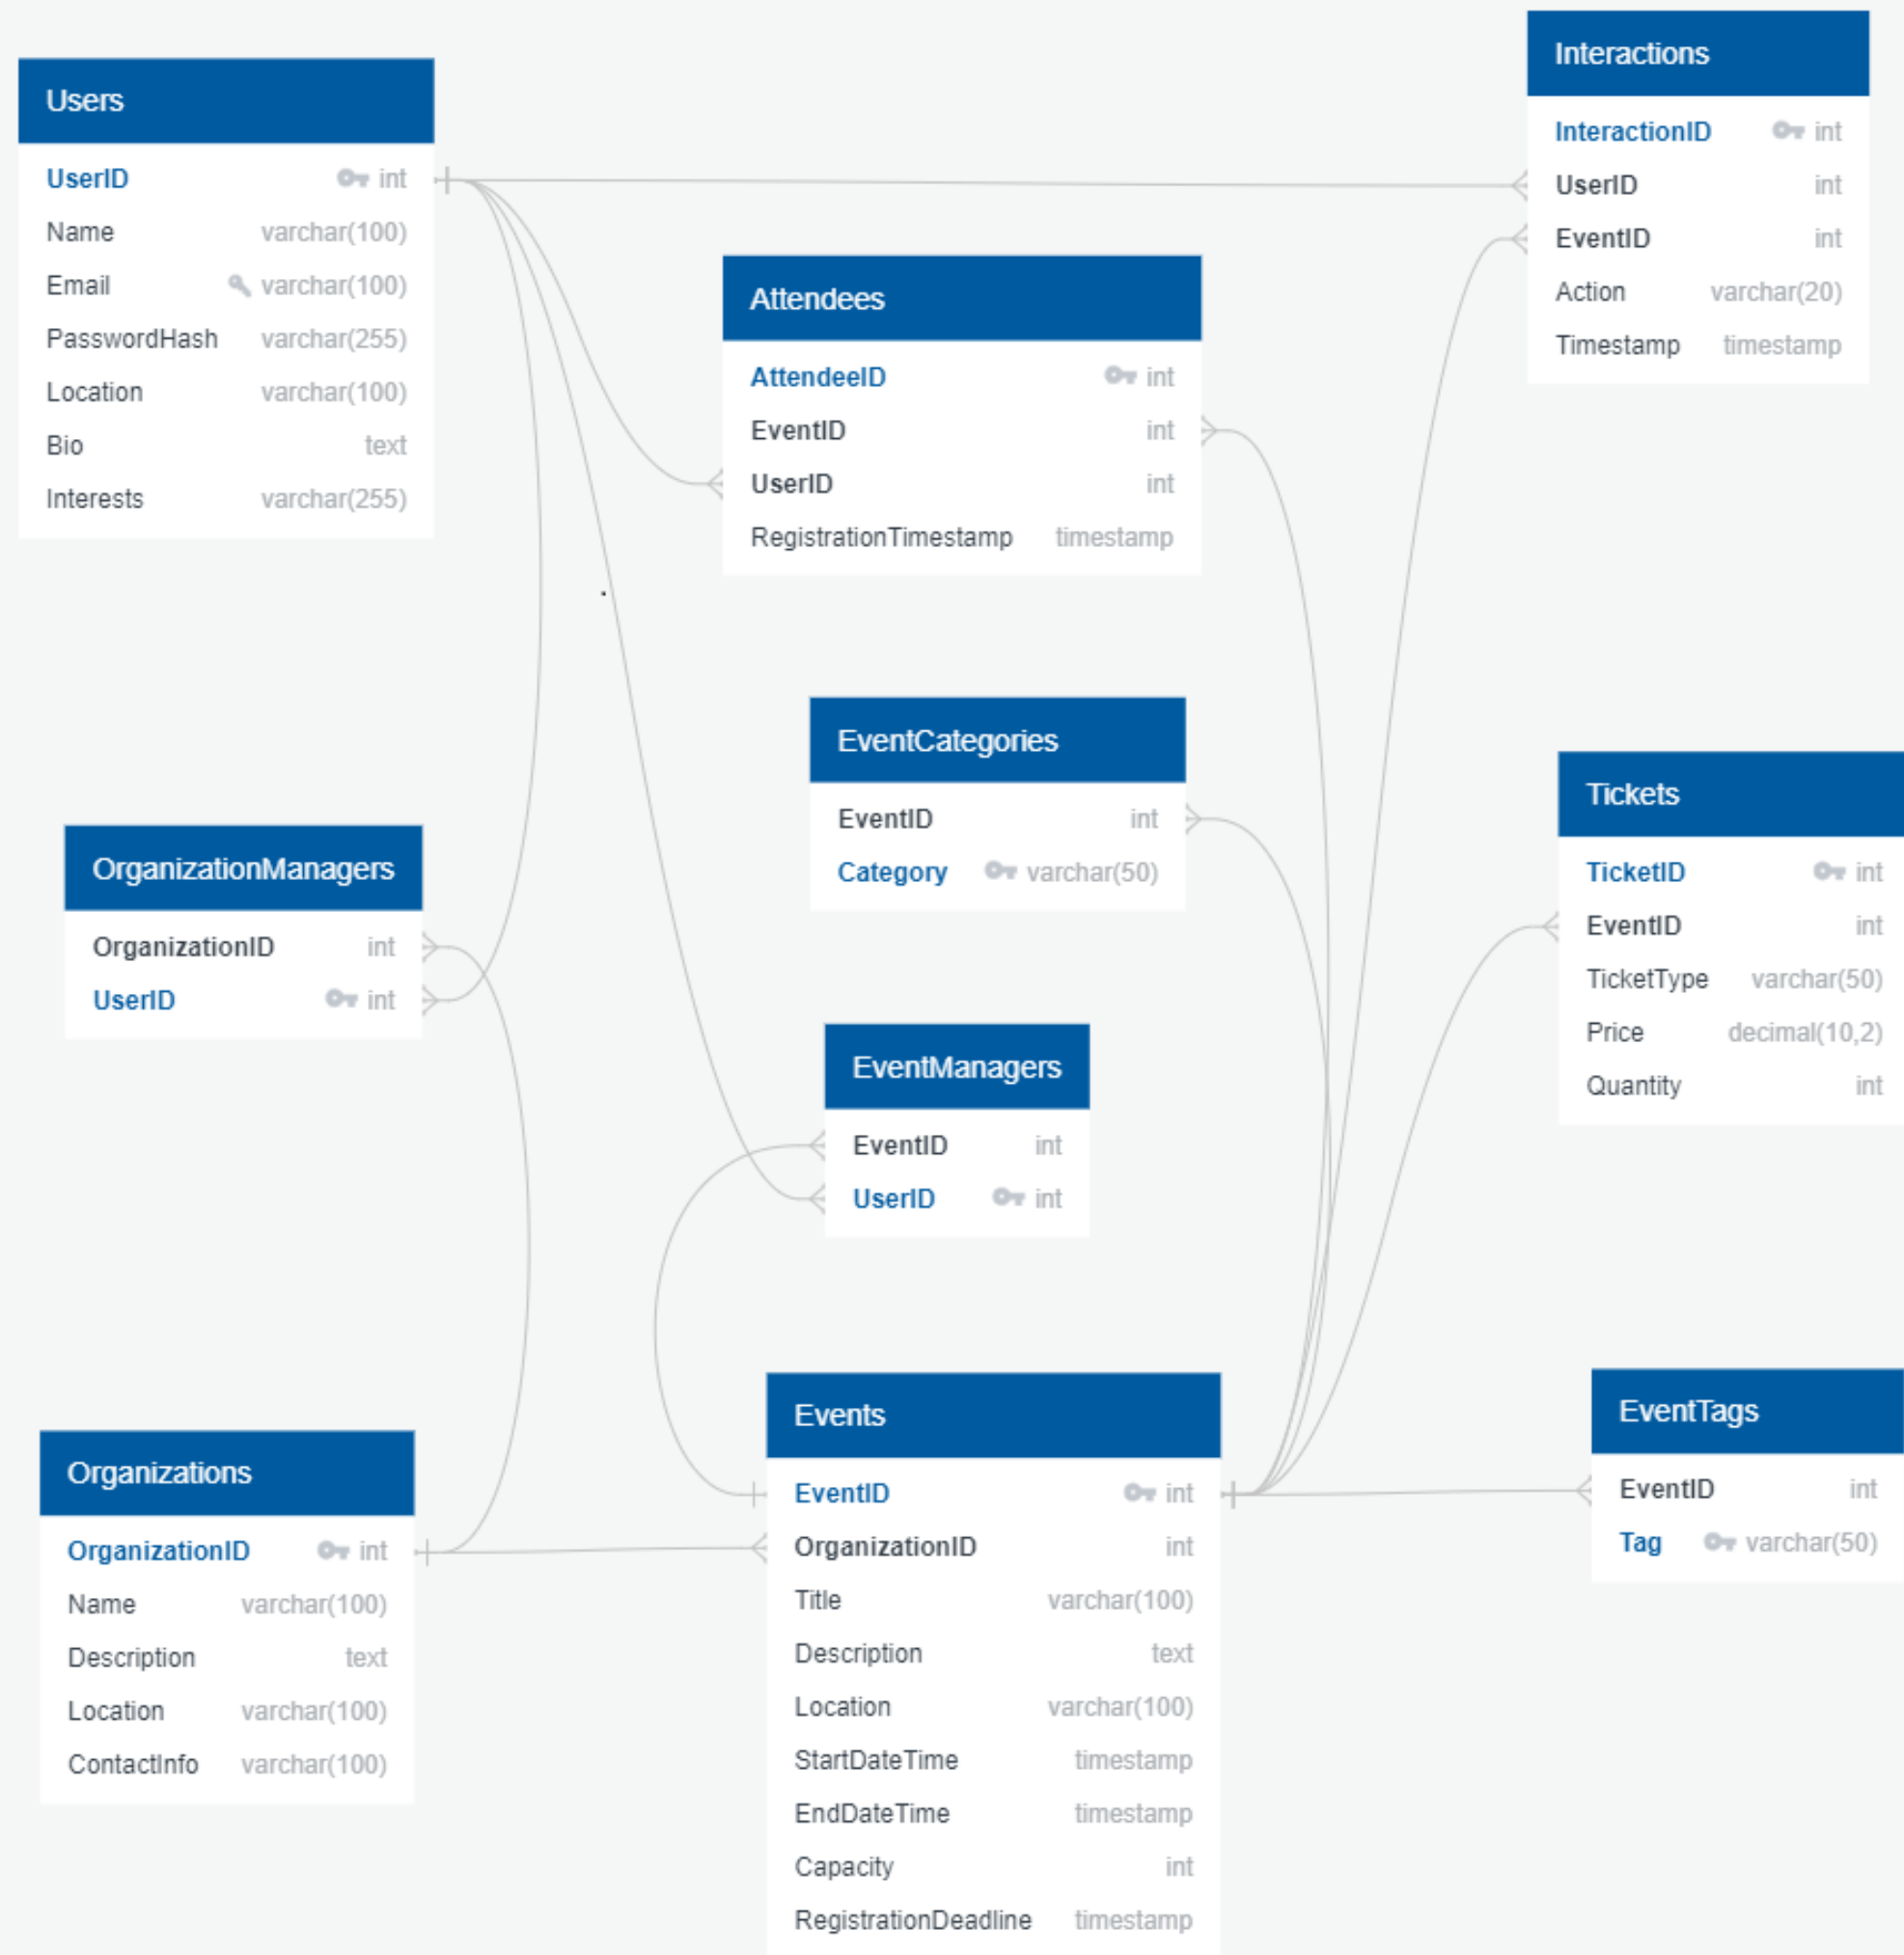 Users
UserID int
Name varchar(100)
Email varchar(100)
PasswordHash varchar(255)
Location varchar(100)
Bio text
Interests varchar(255)
Interactions
InteractionID int
UserID int
EventID int
Action varchar(20)
Timestamp timestamp
Attendees
AttendeeID int
EventID int
UserID int
RegistrationTimestamp timestamp
EventCategories
EventID int
Category varchar(50)
Tickets
TicketID int
EventID int
TicketType varchar(50)
Price decimal(10,2)
Quantity int
OrganizationManagers
OrganizationID int
UserID int
EventManagers
EventID int
UserID int
Organizations
OrganizationID int
Name varchar(100)
Description text
Location varchar(100)
ContactInfo varchar(100)
Events
EventID int
OrganizationID int
Title varchar(100)
Description text
Location varchar(100)
StartDateTime timestamp
EndDateTime timestamp
Capacity int
RegistrationDeadline timestamp
EventTags
EventID int
Tag varchar(50)